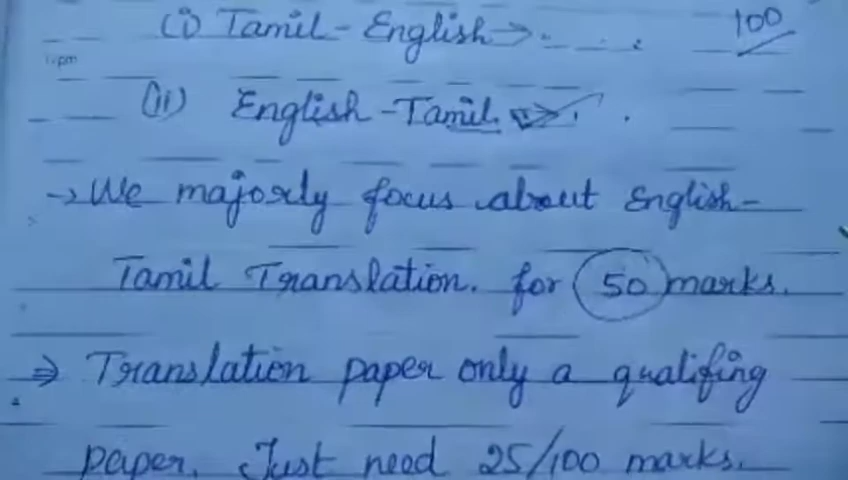 (i) Tamil - English → 100
(ii) English - Tamil
→ We majorly focus about English -
Tamil Translation. for 50 marks.
⇒ Translation paper only a qualifing
paper. Just need 25/100 marks.